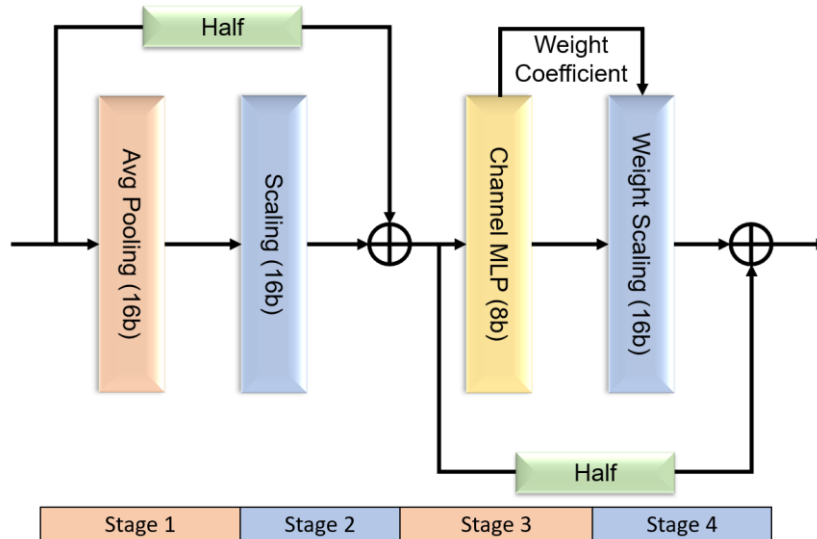 Half
Weight
Coefficient
Avg Pooling (16b)
Scaling (16b)
Channel MLP (8b)
Weight Scaling (16b)
Half
Stage 1
Stage 2
Stage 3
Stage 4